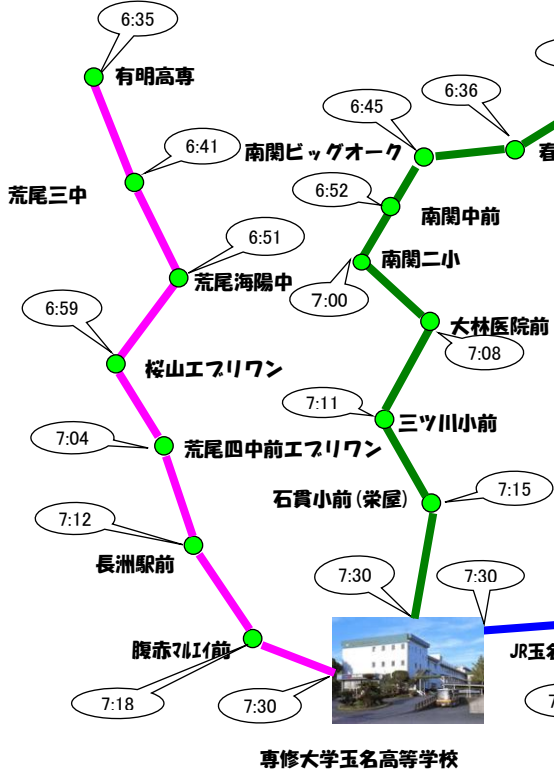 6:35
有明高専
6:36
6:45
6:41
南関ビッグオーク
春
荒尾三中
6:52
南関中前
6:51
南関二小
荒尾海陽中
7:00
6:59
大林医院前
7:08
桜山エブリワン
7:11
三ツ川小前
7:04
荒尾四中前エブリワン
7:15
石貫小前(栄屋)
7:12
長洲駅前
7:30
7:30
腹赤マルエイ前
JR玉名
7:18
7:30
専修大学玉名高等学校